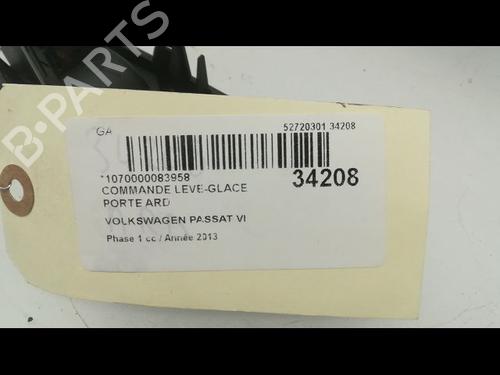 B-PARTS
GA
52720301 34208
*1070000083958
34208
COMMANDE LEVE-GLACE
PORTE ARD
VOLKSWAGEN PASSAT VI
Phase 1 cc / Année 2013